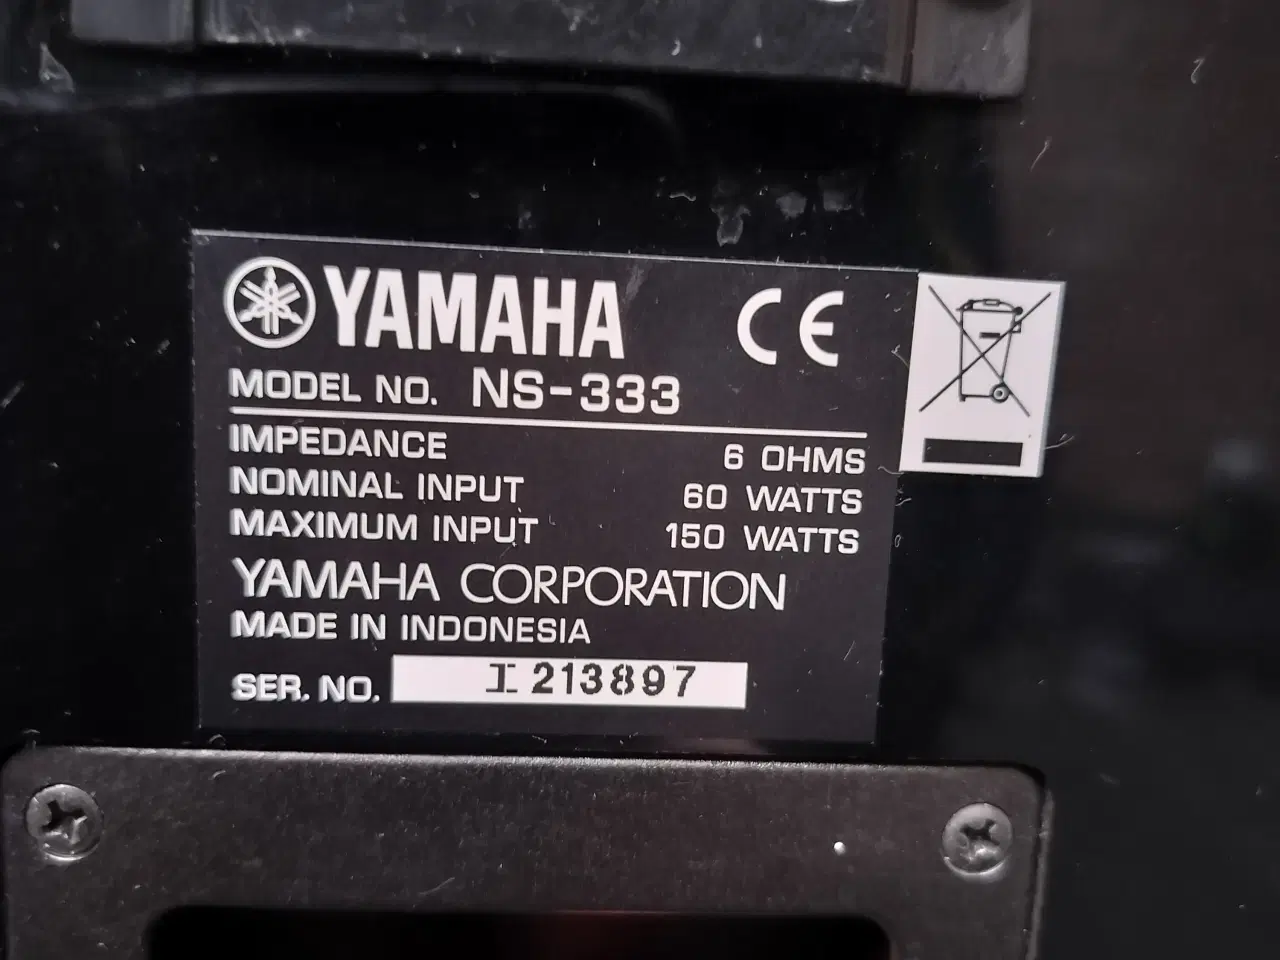 YAMAHA CE
MODEL NO. NS-333
IMPEDANCE 6 OHMS
NOMINAL INPUT 60 WATTS
MAXIMUM INPUT 150 WATTS
YAMAHA CORPORATION
MADE IN INDONESIA
SER. NO. I 213897